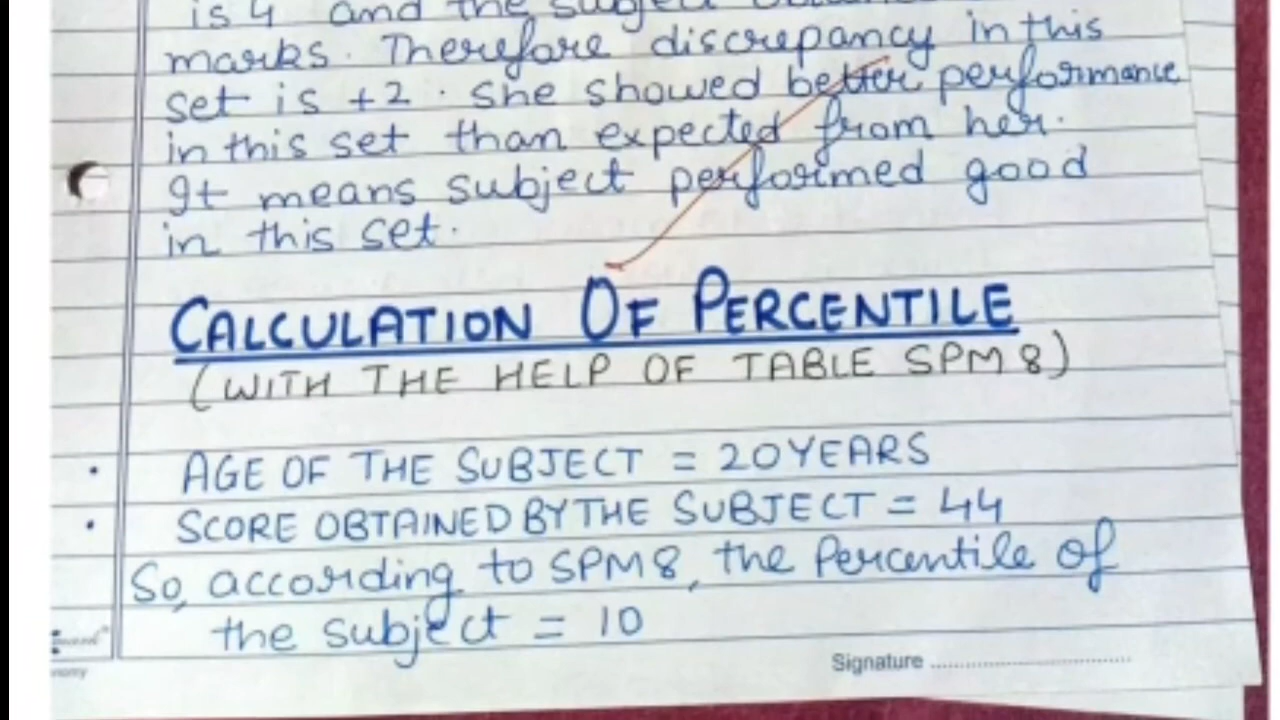 is 4 and the subject
marks. Therefore discrepancy in this
set is +2. She showed better performance
in this set than expected from her.
It means subject performed good
in this set.
CALCULATION OF PERCENTILE
(WITH THE HELP OF TABLE SPM 8)
• AGE OF THE SUBJECT = 20 YEARS
• SCORE OBTAINED BY THE SUBJECT = 44
So, according to SPM8, the Percentile of
the subject = 10
Signature